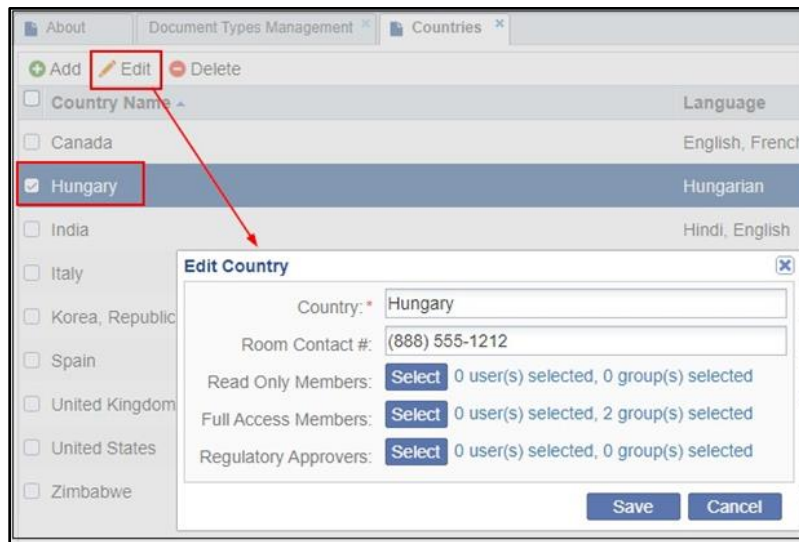 About Document Types Management Countries
Add Edit Delete
Country Name Language
Canada English, French
Hungary Hungarian
India Hindi, English
Italy
Korea, Republic
Spain
United Kingdom
United States
Zimbabwe
Edit Country
Country:* Hungary
Room Contact #: (888) 555-1212
Read Only Members: Select 0 user(s) selected, 0 group(s) selected
Full Access Members: Select 0 user(s) selected, 2 group(s) selected
Regulatory Approvers: Select 0 user(s) selected, 0 group(s) selected
Save Cancel